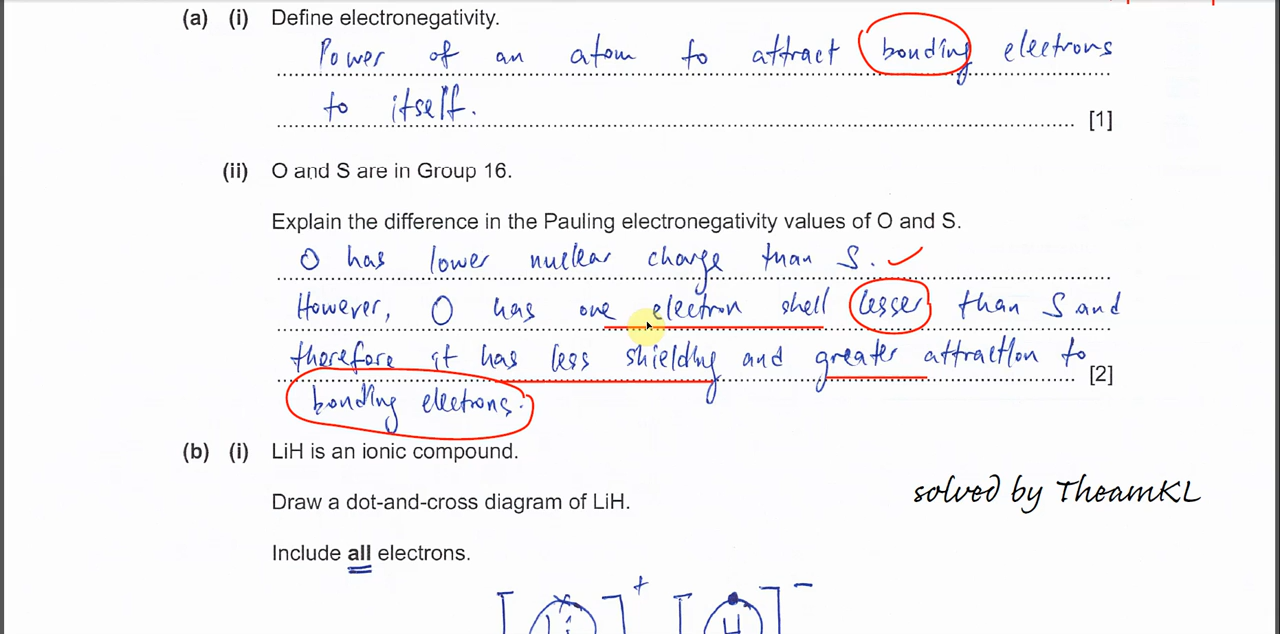 (a) (i) Define electronegativity.
Power of an atom to attract bonding electrons
to itself.
[1]
(ii) O and S are in Group 16.
Explain the difference in the Pauling electronegativity values of O and S.
O has lower nuclear charge than S.
However, O has one electron shell lesser than S and
therefore it has less shielding and greater attraction to
[2]
bonding electrons.
(b) (i) LiH is an ionic compound.
Draw a dot-and-cross diagram of LiH.
solved by TheamKL
Include all electrons.
[Li]+ [H]−